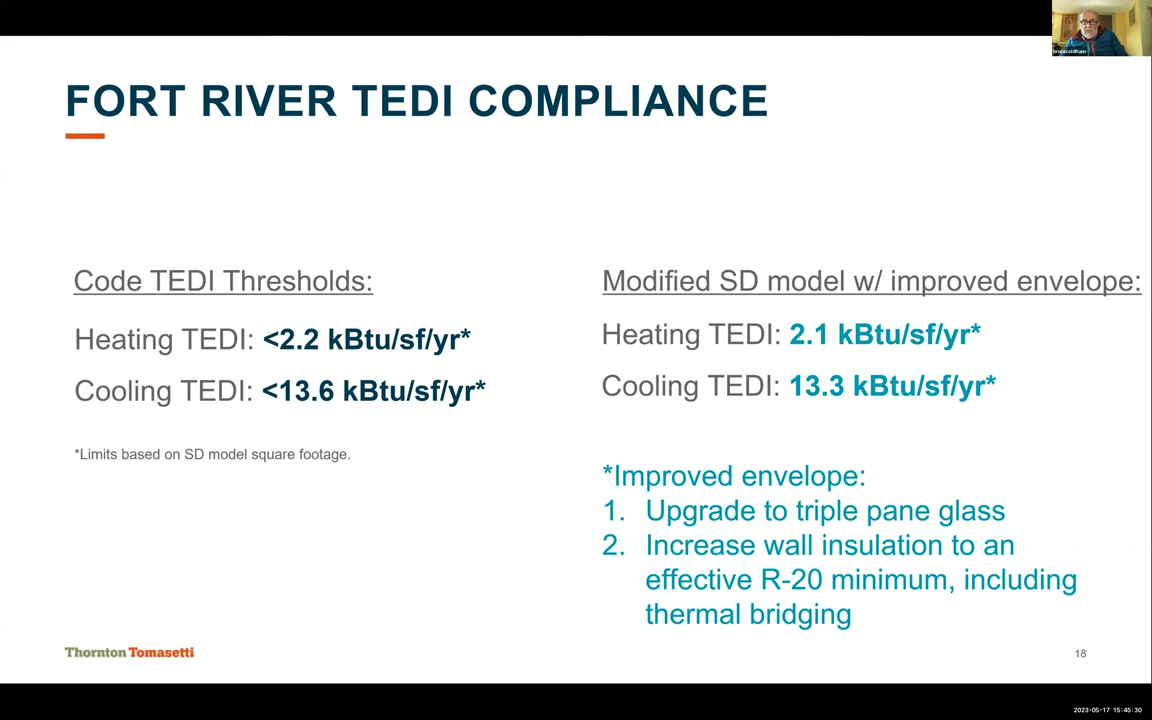 brucecoldham
FORT RIVER TEDI COMPLIANCE
Code TEDI Thresholds:
Heating TEDI: <2.2 kBtu/sf/yr*
Cooling TEDI: <13.6 kBtu/sf/yr*
*Limits based on SD model square footage.
Modified SD model w/ improved envelope:
Heating TEDI: 2.1 kBtu/sf/yr*
Cooling TEDI: 13.3 kBtu/sf/yr*
*Improved envelope:
1. Upgrade to triple pane glass
2. Increase wall insulation to an
effective R-20 minimum, including
thermal bridging
Thornton Tomasetti
18
2023-05-17 15:45:30